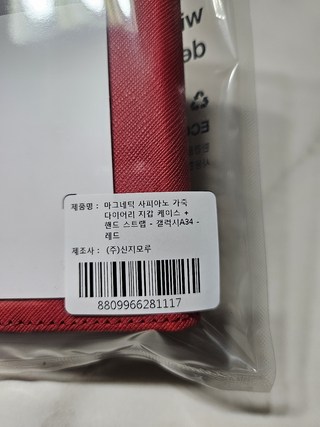 제품명 : 마그네틱 사피아노 가죽
다이어리 지갑 케이스 +
핸드 스트랩 - 갤럭시A34 -
레드
제조사 : (주)신지모루
8809966281117